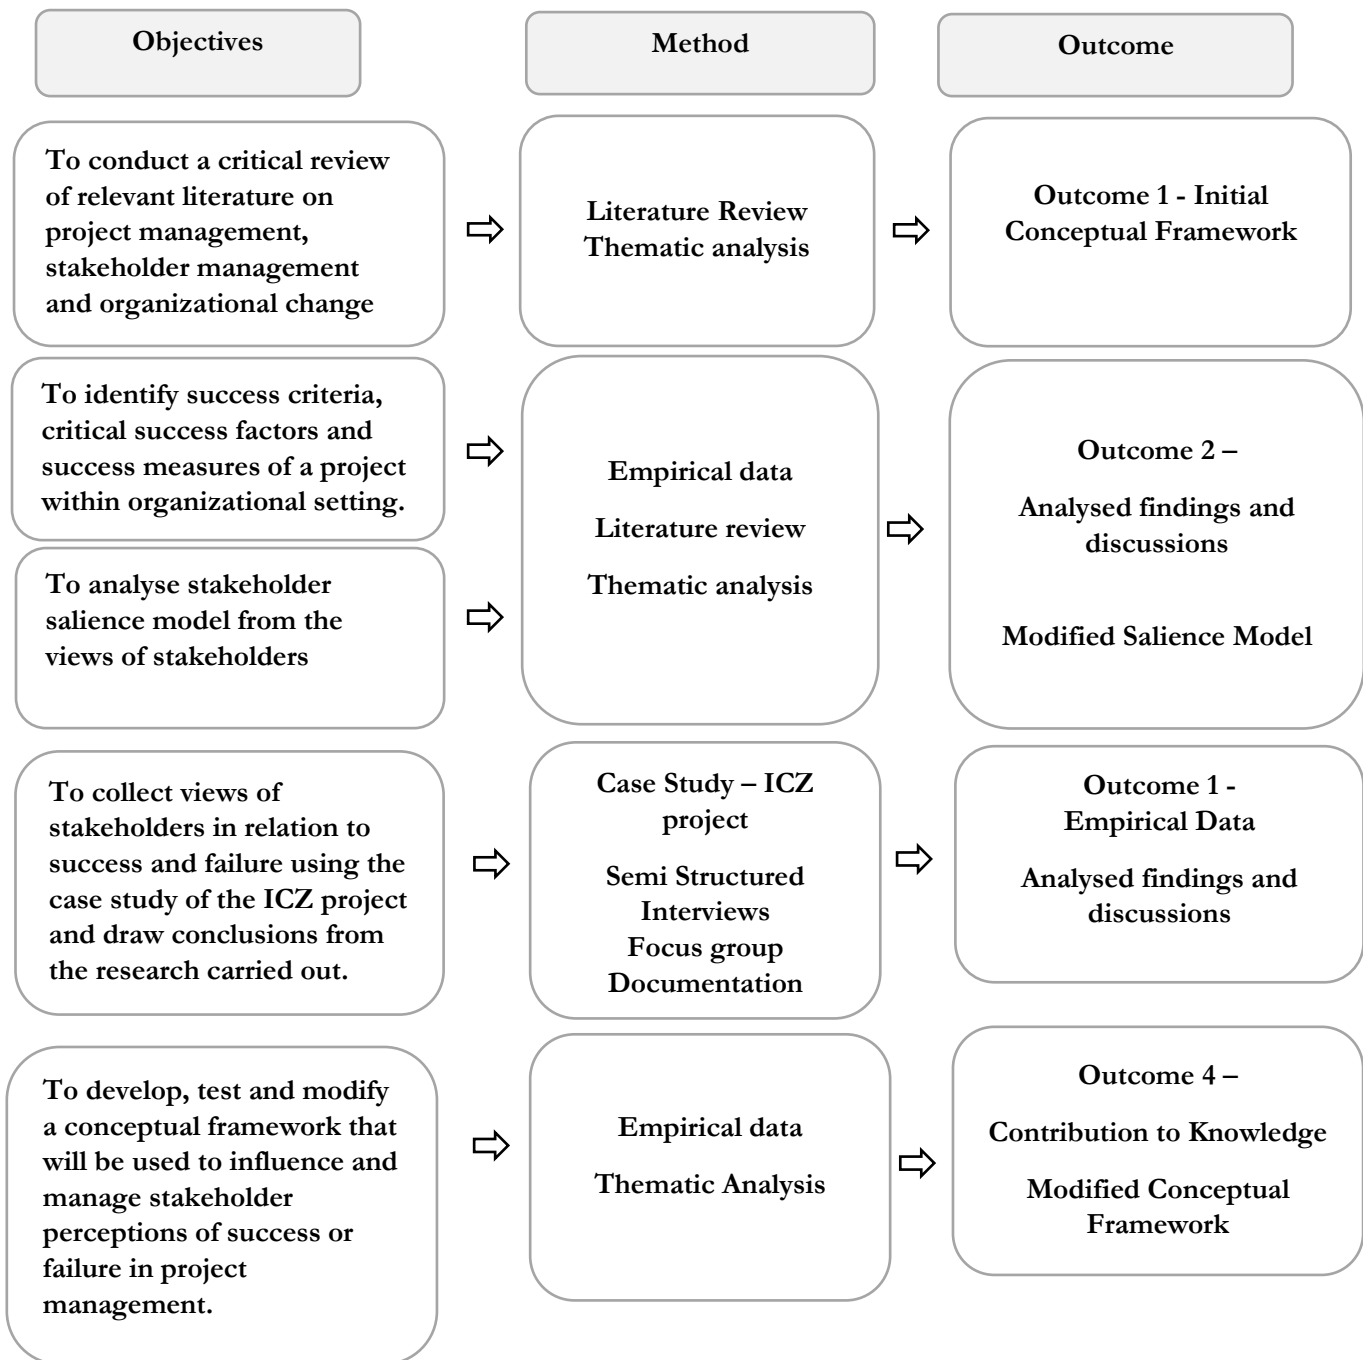 Objectives
Method
Outcome
To conduct a critical review
of relevant literature on
project management,
stakeholder management
and organizational change
Literature Review
Thematic analysis
Outcome 1 - Initial
Conceptual Framework
To identify success criteria,
critical success factors and
success measures of a project
within organizational setting.
To analyse stakeholder
salience model from the
views of stakeholders
Empirical data
Literature review
Thematic analysis
Outcome 2 –
Analysed findings and
discussions
Modified Salience Model
To collect views of
stakeholders in relation to
success and failure using the
case study of the ICZ project
and draw conclusions from
the research carried out.
Case Study – ICZ
project
Semi Structured
Interviews
Focus group
Documentation
Outcome 1 -
Empirical Data
Analysed findings and
discussions
To develop, test and modify
a conceptual framework that
will be used to influence and
manage stakeholder
perceptions of success or
failure in project
management.
Empirical data
Thematic Analysis
Outcome 4 –
Contribution to Knowledge
Modified Conceptual
Framework